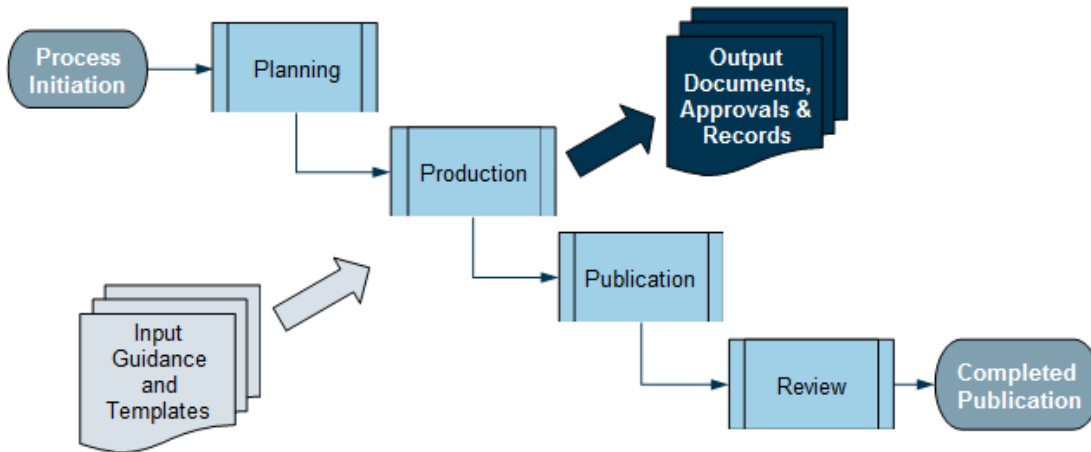 Process
Initiation
Planning
Output
Documents,
Approvals &
Records
Production
Publication
Input
Guidance
and
Templates
Review
Completed
Publication